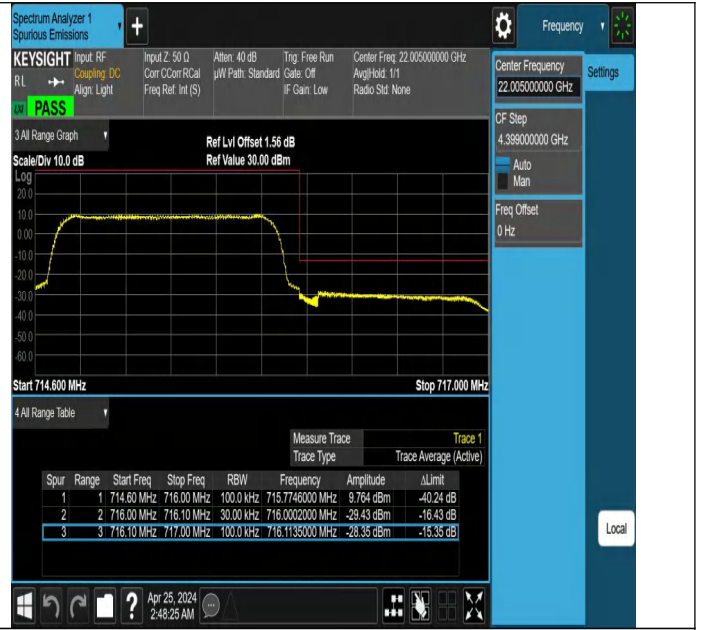 Spectrum Analyzer 1
Spurious Emissions
Frequency
KEYSIGHT
RL
Input: RF
Coupling: DC
Align: Light
Input Z: 50 Ω
Corr CCorr RCal
Freq Ref: Int (S)
Atten: 40 dB
µW Path: Standard
Trig: Free Run
Gate: Off
IF Gain: Low
Center Freq: 22.005000000 GHz
Avg|Hold: 1/1
Radio Std: None
LXI PASS
Center Frequency
22.005000000 GHz
Settings
CF Step
4.399000000 GHz
Auto
Man
Freq Offset
0 Hz
3 All Range Graph
Scale/Div 10.0 dB
Ref Lvl Offset 1.56 dB
Ref Value 30.00 dBm
Log
20.0
10.0
0.00
-10.0
-20.0
-30.0
-40.0
-50.0
-60.0
Start 714.600 MHz
Stop 717.000 MHz
4 All Range Table
Measure Trace Trace 1
Trace Type Trace Average (Active)
Spur Range Start Freq Stop Freq RBW Frequency Amplitude ΔLimit
1 1 714.60 MHz 716.00 MHz 100.0 kHz 715.7746000 MHz 9.764 dBm -40.24 dB
2 2 716.00 MHz 716.10 MHz 30.00 kHz 716.0002000 MHz -29.43 dBm -16.43 dB
3 3 716.10 MHz 717.00 MHz 100.0 kHz 716.1135000 MHz -28.35 dBm -15.35 dB
Local
?
Apr 25, 2024
2:48:25 AM